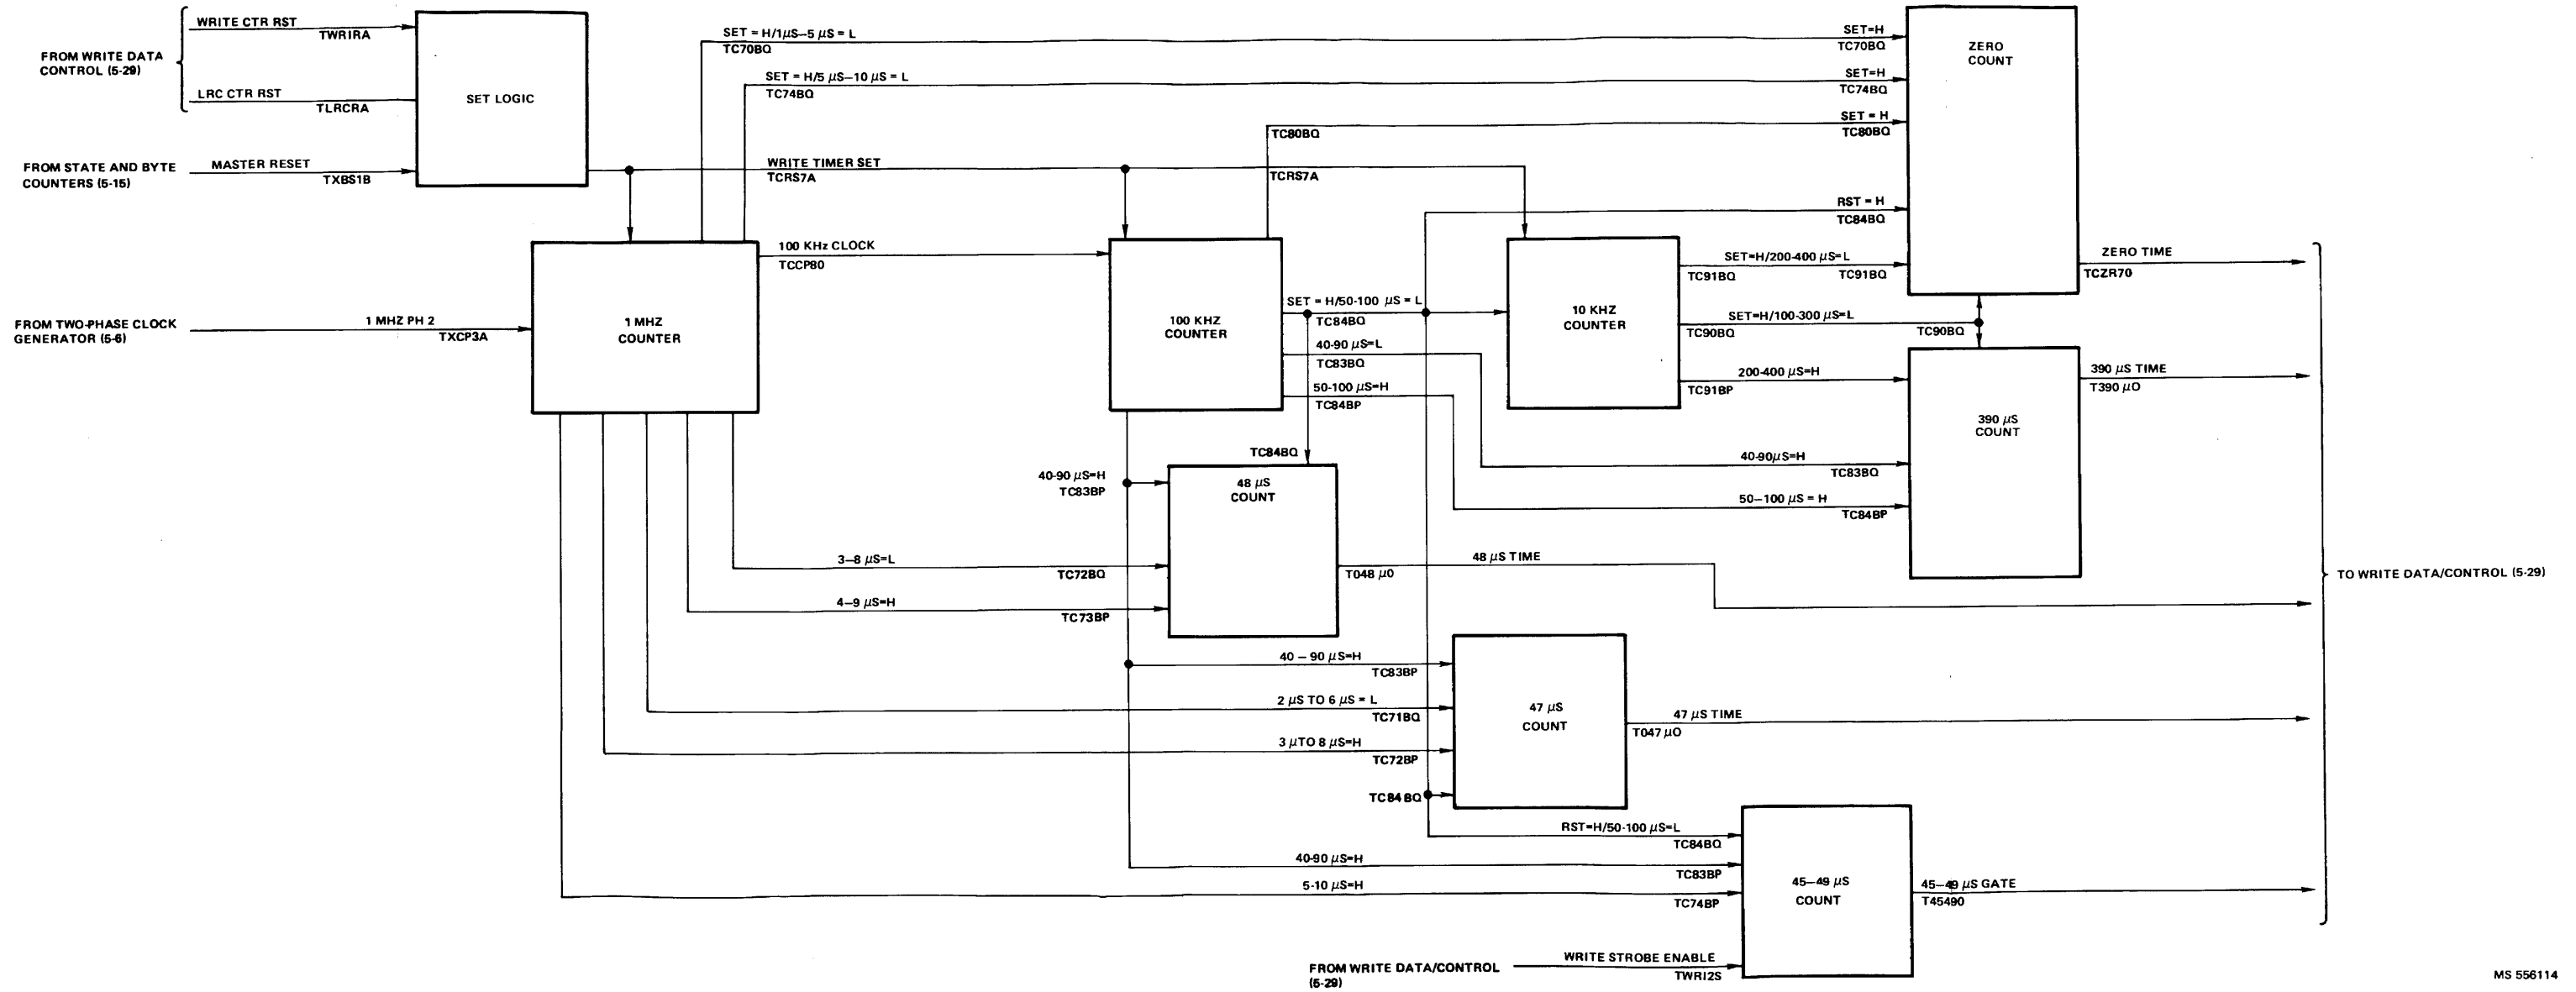 FROM WRITE DATA
CONTROL (5-29)
WRITE CTR RST
TWRIRA
LRC CTR RST
TLRCRA
FROM STATE AND BYTE
COUNTERS (5-15)
MASTER RESET
TXBS1B
SET LOGIC
SET = H/1μS–5 μS = L
TC70BQ
SET = H/5 μS–10 μS = L
TC74BQ
WRITE TIMER SET
TCRS7A
TC80BQ
TCRS7A
SET=H
TC70BQ
SET=H
TC74BQ
SET = H
TC80BQ
RST = H
TC84BQ
ZERO
COUNT
ZERO TIME
TCZR70
FROM TWO-PHASE CLOCK
GENERATOR (5-6)
1 MHZ PH 2
TXCP3A
1 MHZ
COUNTER
100 KHz CLOCK
TCCP80
100 KHZ
COUNTER
SET = H/50-100 μS = L
TC84BQ
40-90 μS=L
TC83BQ
50-100 μS=H
TC84BP
10 KHZ
COUNTER
SET=H/200-400 μS=L
TC91BQ
TC91BQ
SET=H/100-300 μS=L
TC90BQ
TC90BQ
200-400 μS=H
TC91BP
390 μS
COUNT
390 μS TIME
T390 μO
40-90μS=H
TC83BQ
50–100 μS = H
TC84BP
TC84BQ
40-90 μS=H
TC83BP
48 μS
COUNT
3–8 μS=L
TC72BQ
4–9 μS=H
TC73BP
48 μS TIME
T048 μO
TO WRITE DATA/CONTROL (5-29)
40 – 90 μS=H
TC83BP
2 μS TO 6 μS = L
TC71BQ
3 μTO 8 μS=H
TC72BP
TC84BQ
47 μS
COUNT
47 μS TIME
T047 μO
RST=H/50-100 μS=L
TC84BQ
40-90 μS=H
TC83BP
5-10 μS=H
TC74BP
45–49 μS
COUNT
45–49 μS GATE
T45490
FROM WRITE DATA/CONTROL
(5-29)
WRITE STROBE ENABLE
TWRI2S
MS 556114